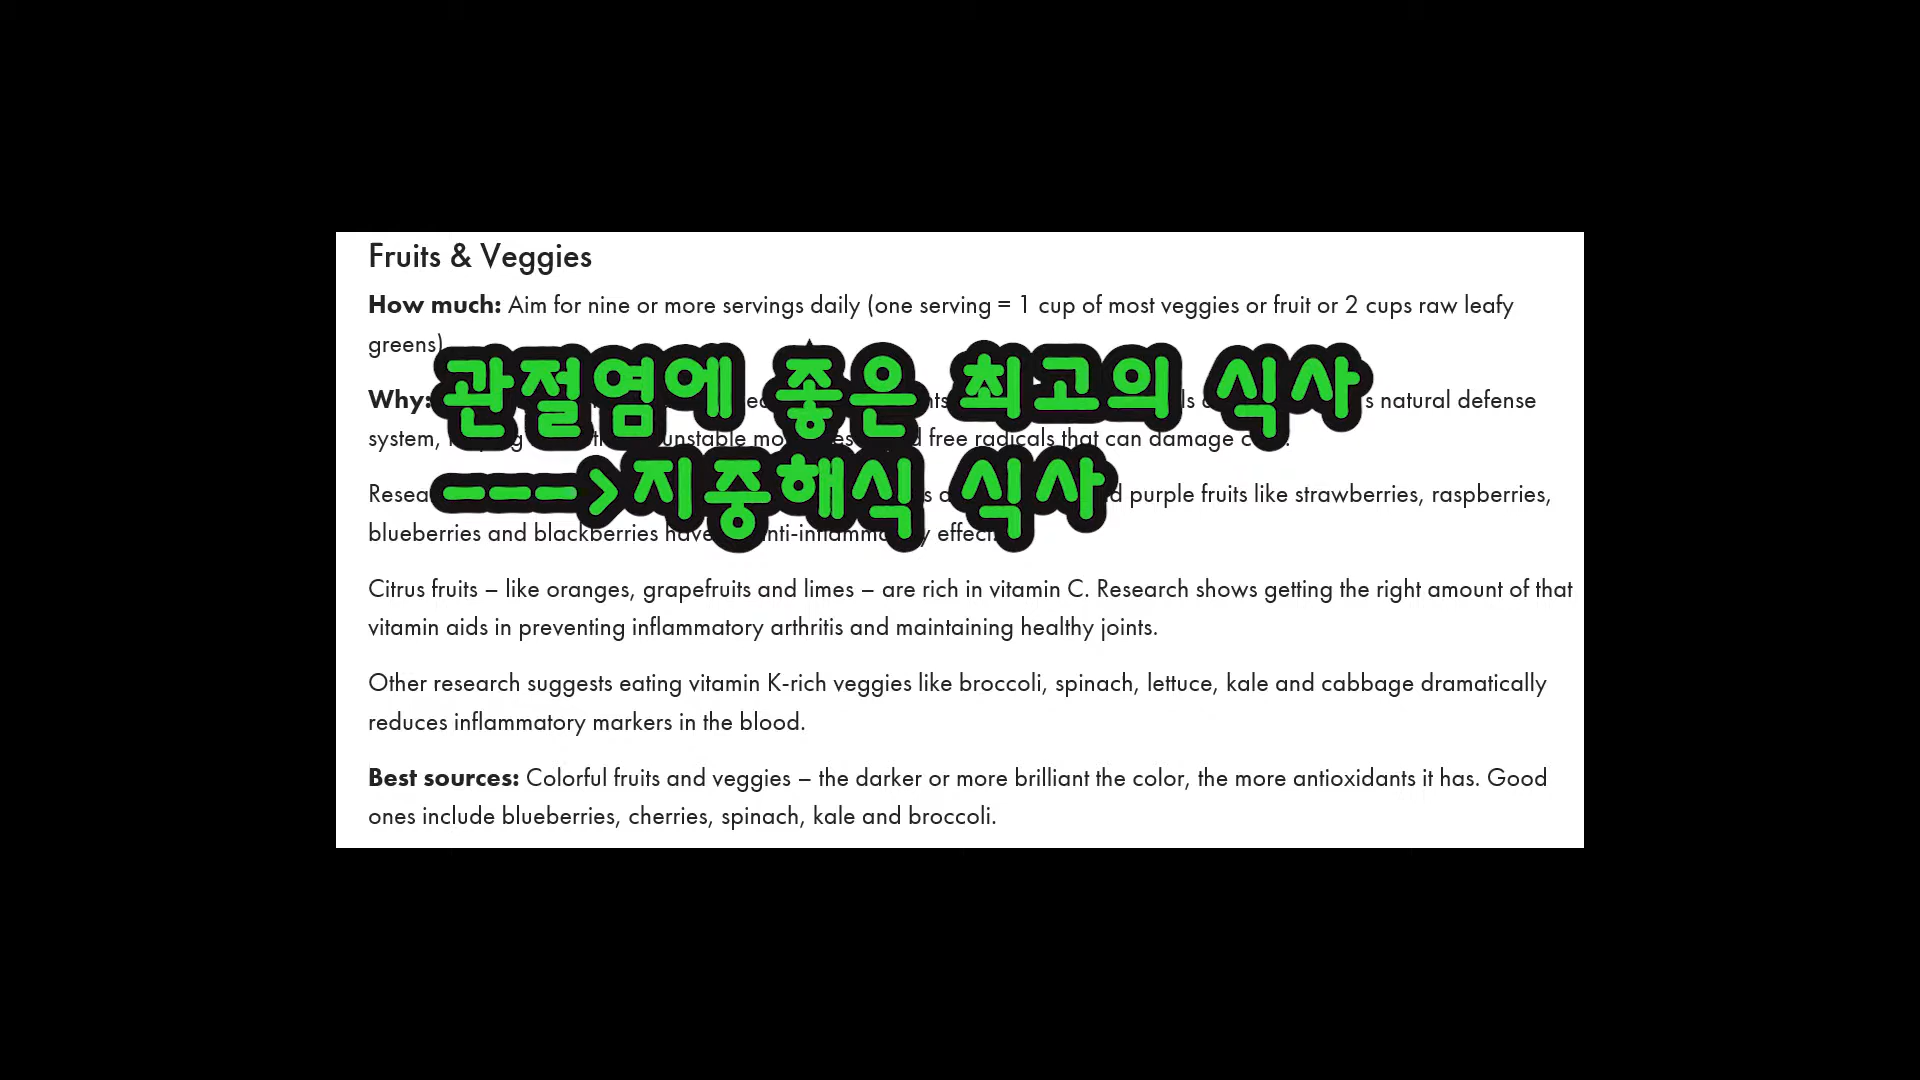 Fruits & Veggies
How much: Aim for nine or more servings daily (one serving = 1 cup of most veggies or fruit or 2 cups raw leafy
greens)
관절염에 좋은 최고의 식사
Why: natural defense
system, unstable free radicals that can damage
--->지중해식 식사
purple fruits like strawberries, raspberries,
blueberries and blackberries have
Citrus fruits – like oranges, grapefruits and limes – are rich in vitamin C. Research shows getting the right amount of that
vitamin aids in preventing inflammatory arthritis and maintaining healthy joints.
Other research suggests eating vitamin K-rich veggies like broccoli, spinach, lettuce, kale and cabbage dramatically
reduces inflammatory markers in the blood.
Best sources: Colorful fruits and veggies – the darker or more brilliant the color, the more antioxidants it has. Good
ones include blueberries, cherries, spinach, kale and broccoli.